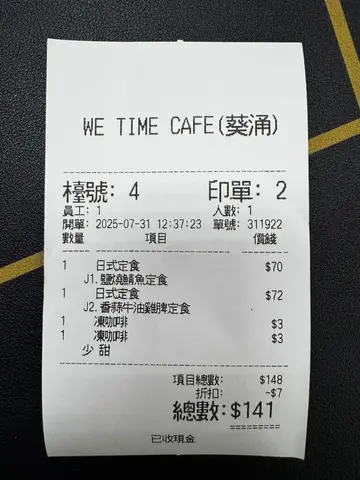 WE TIME CAFE(葵涌)
檯號: 4 印單: 2
員工: 1 人數: 1
開單: 2025-07-31 12:37:23 單號: 311922
數量 項目 價錢
1 日式定食 $70
J1.鹽燒鯖魚定食
1 日式定食 $72
J2.香蒜牛油雞脾定食
1 凍咖啡 $3
1 凍咖啡 $3
少甜
項目總數: $148
折扣: -$7
總數:$141
已收現金